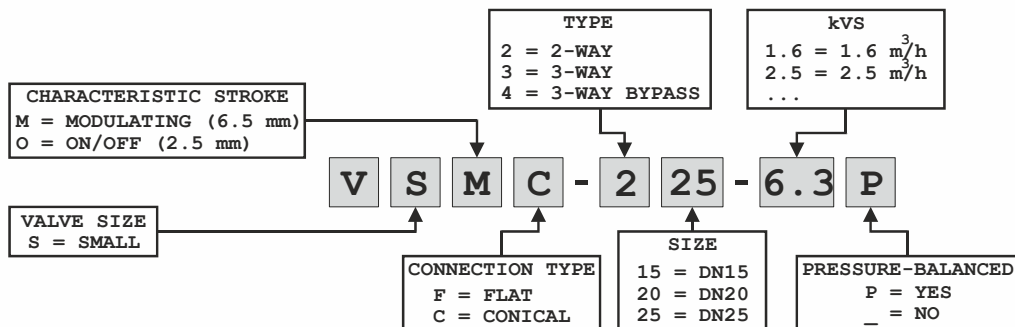 TYPE
2 = 2-WAY
3 = 3-WAY
4 = 3-WAY BYPASS
kVS
1.6 = 1.6 m³/h
2.5 = 2.5 m³/h
...
CHARACTERISTIC STROKE
M = MODULATING (6.5 mm)
O = ON/OFF (2.5 mm)
V S M C - 2 25 - 6.3 P
VALVE SIZE
S = SMALL
CONNECTION TYPE
F = FLAT
C = CONICAL
SIZE
15 = DN15
20 = DN20
25 = DN25
PRESSURE-BALANCED
P = YES
_ = NO